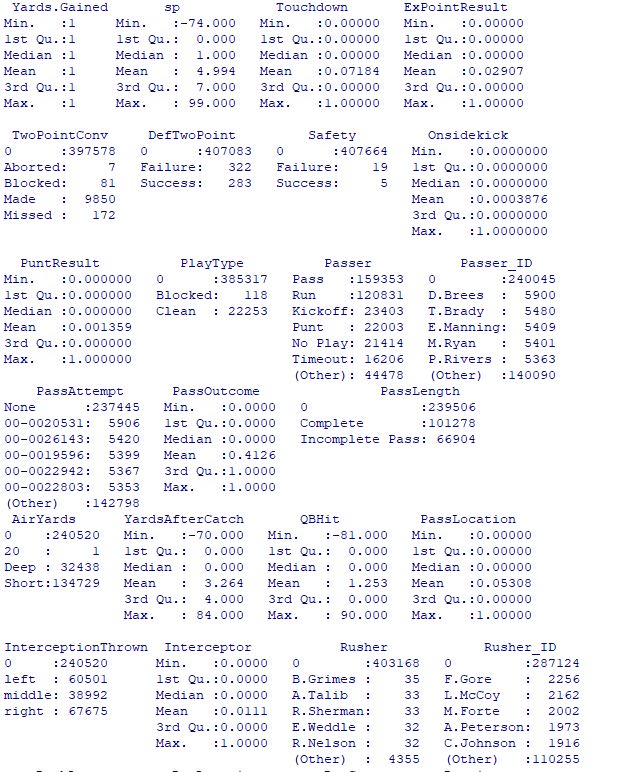 Yards.Gained sp Touchdown ExPointResult
Min. :1 Min. :-74.000 Min. :0.00000 Min. :0.00000
1st Qu.:1 1st Qu.: 0.000 1st Qu.:0.00000 1st Qu.:0.00000
Median :1 Median : 1.000 Median :0.00000 Median :0.00000
Mean :1 Mean : 4.994 Mean :0.07184 Mean :0.02907
3rd Qu.:1 3rd Qu.: 7.000 3rd Qu.:0.00000 3rd Qu.:0.00000
Max. :1 Max. : 99.000 Max. :1.00000 Max. :1.00000
TwoPointConv DefTwoPoint Safety Onsidekick
0 :397578 0 :407083 0 :407664 Min. :0.0000000
Aborted: 7 Failure: 322 Failure: 19 1st Qu.:0.0000000
Blocked: 81 Success: 283 Success: 5 Median :0.0000000
Made : 9850 Mean :0.0003876
Missed : 172 3rd Qu.:0.0000000
Max. :1.0000000
PuntResult PlayType Passer Passer_ID
Min. :0.000000 0 :385317 Pass :159353 0 :240045
1st Qu.:0.000000 Blocked: 118 Run :120831 D.Brees : 5900
Median :0.000000 Clean : 22253 Kickoff: 23403 T.Brady : 5480
Mean :0.001359 Punt : 22003 E.Manning: 5409
3rd Qu.:0.000000 No Play: 21414 M.Ryan : 5401
Max. :1.000000 Timeout: 16206 P.Rivers : 5363
(Other): 44478 (Other) :140090
PassAttempt PassOutcome PassLength
None :237445 Min. :0.0000 0 :239506
00-0020531: 5906 1st Qu.:0.0000 Complete :101278
00-0026143: 5420 Median :0.0000 Incomplete Pass: 66904
00-0019596: 5399 Mean :0.4126
00-0022942: 5367 3rd Qu.:1.0000
00-0022803: 5353 Max. :1.0000
(Other) :142798
AirYards YardsAfterCatch QBHit PassLocation
0 :240520 Min. :-70.000 Min. :-81.000 Min. :0.00000
20 : 1 1st Qu.: 0.000 1st Qu.: 0.000 1st Qu.:0.00000
Deep : 32438 Median : 0.000 Median : 0.000 Median :0.00000
Short:134729 Mean : 3.264 Mean : 1.253 Mean :0.05308
3rd Qu.: 4.000 3rd Qu.: 0.000 3rd Qu.:0.00000
Max. : 84.000 Max. : 90.000 Max. :1.00000
InterceptionThrown Interceptor Rusher Rusher_ID
0 :240520 Min. :0.0000 0 :403168 0 :287124
left : 60501 1st Qu.:0.0000 B.Grimes : 35 F.Gore : 2256
middle: 38992 Median :0.0000 A.Talib : 33 L.McCoy : 2162
right : 67675 Mean :0.0111 R.Sherman: 33 M.Forte : 2002
3rd Qu.:0.0000 E.Weddle : 32 A.Peterson: 1973
Max. :1.0000 R.Nelson : 32 C.Johnson : 1916
(Other) : 4355 (Other) :110255